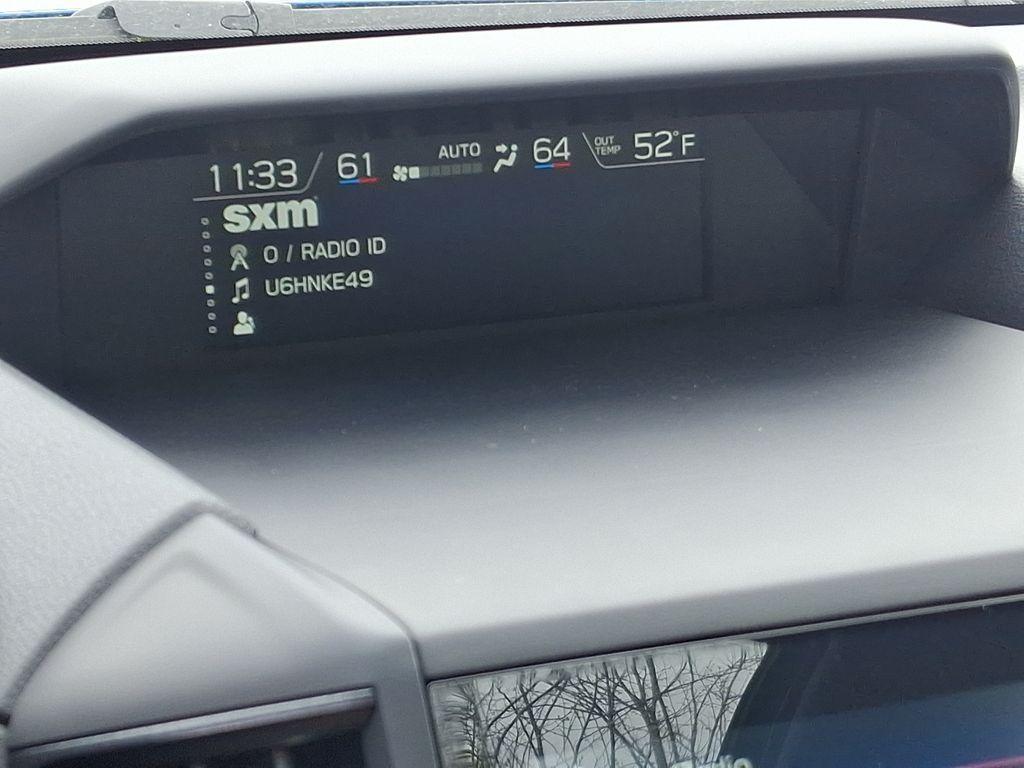 11:33 61 AUTO 64 OUT TEMP 52°F
sxm
0 / RADIO ID
U6HNKE49